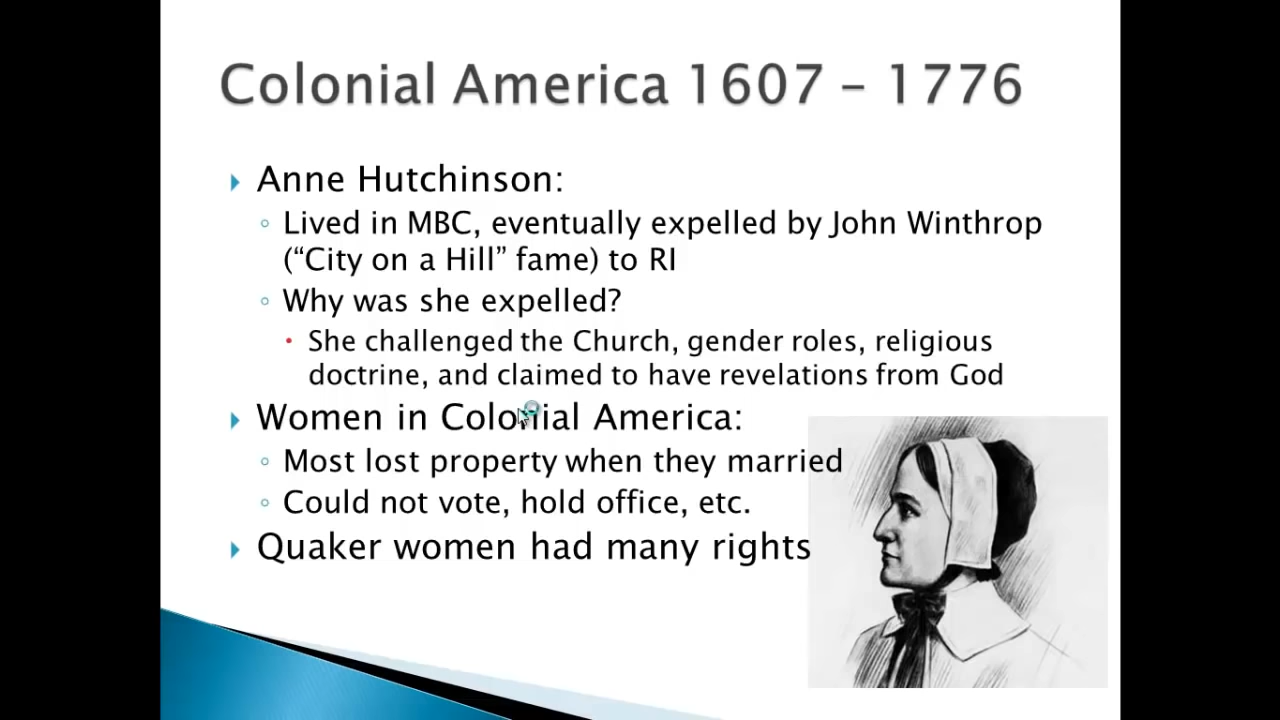 Colonial America 1607 – 1776
Anne Hutchinson:
Lived in MBC, eventually expelled by John Winthrop
(“City on a Hill” fame) to RI
Why was she expelled?
She challenged the Church, gender roles, religious
doctrine, and claimed to have revelations from God
Women in Colonial America:
Most lost property when they married
Could not vote, hold office, etc.
Quaker women had many rights